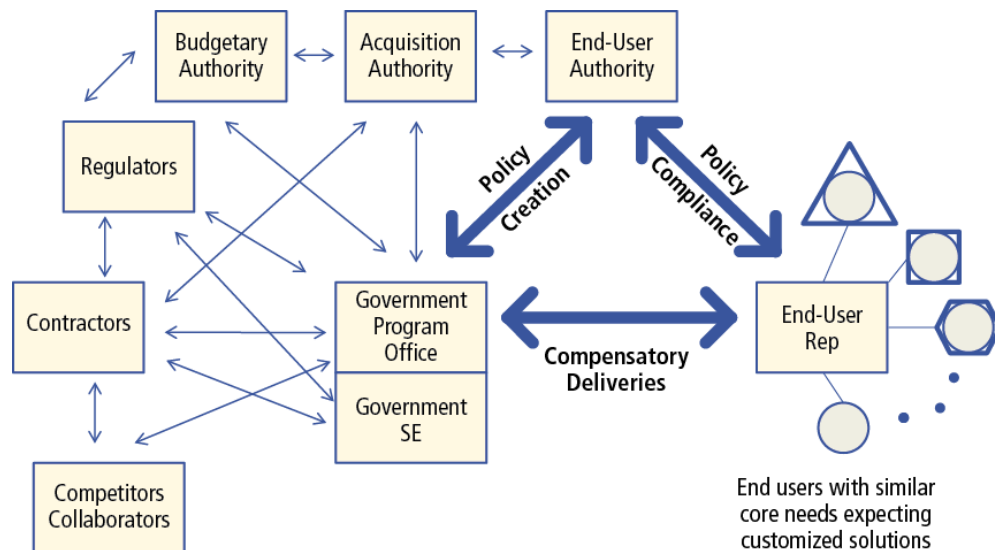 Budgetary
Authority
Acquisition
Authority
End-User
Authority
Regulators
Policy
Creation
Policy
Compliance
Contractors
Government
Program
Office
Government
SE
Compensatory
Deliveries
End-User
Rep
Competitors
Collaborators
End users with similar
core needs expecting
customized solutions